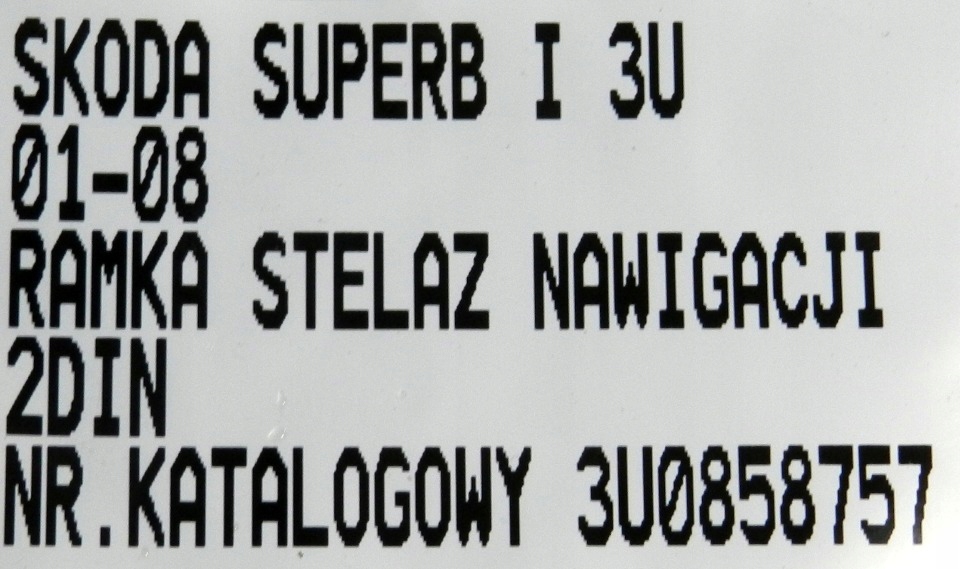 SKODA SUPERB I 3U
01-08
RAMKA STELAZ NAWIGACJI
2DIN
NR.KATALOGOWY 3U0858757